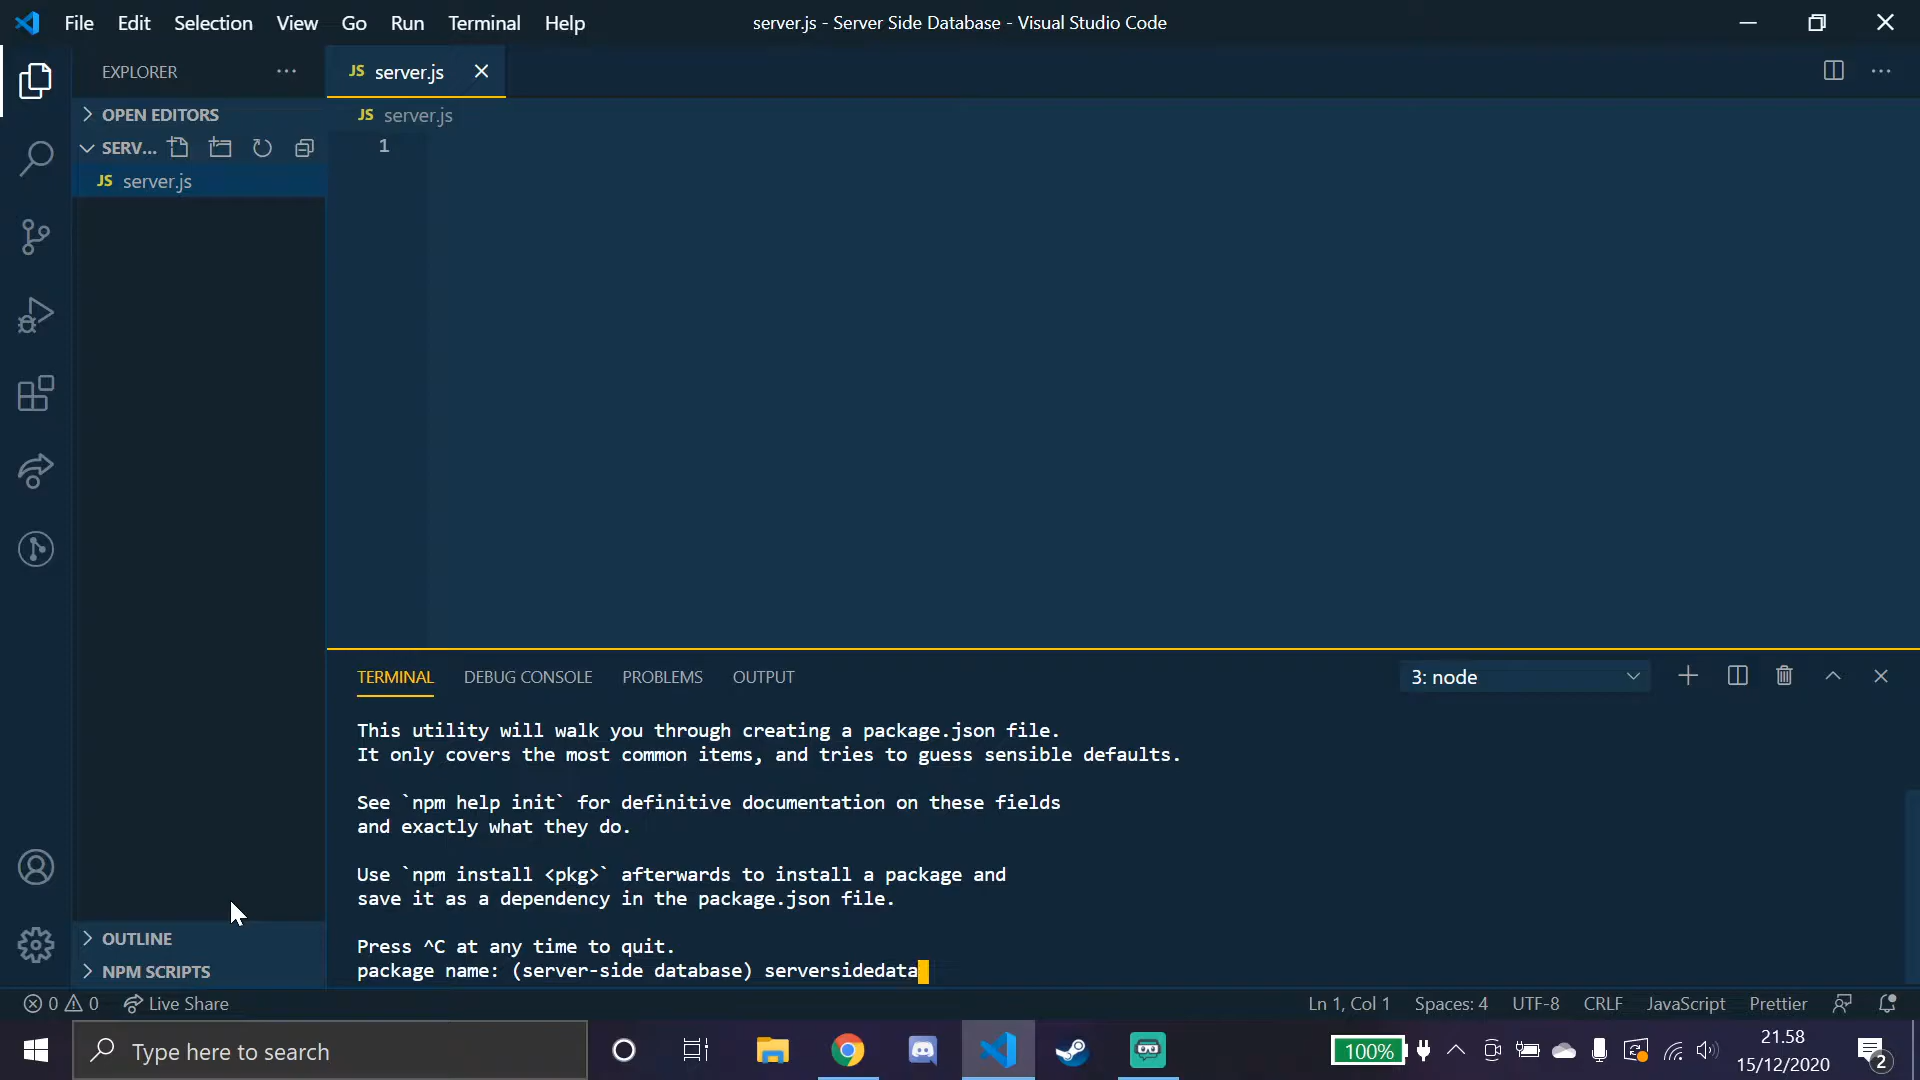 File Edit Selection View Go Run Terminal Help
server.js - Server Side Database - Visual Studio Code
EXPLORER ···
JS server.js
OPEN EDITORS
JS server.js
SERV...
1
JS server.js
TERMINAL DEBUG CONSOLE PROBLEMS OUTPUT
3: node
This utility will walk you through creating a package.json file.
It only covers the most common items, and tries to guess sensible defaults.
See `npm help init` for definitive documentation on these fields
and exactly what they do.
Use `npm install <pkg>` afterwards to install a package and
save it as a dependency in the package.json file.
Press ^C at any time to quit.
package name: (server-side database) serversidedata
OUTLINE
NPM SCRIPTS
0 0 Live Share
Ln 1, Col 1 Spaces: 4 UTF-8 CRLF JavaScript Prettier
Type here to search
100%
21.58
15/12/2020
2